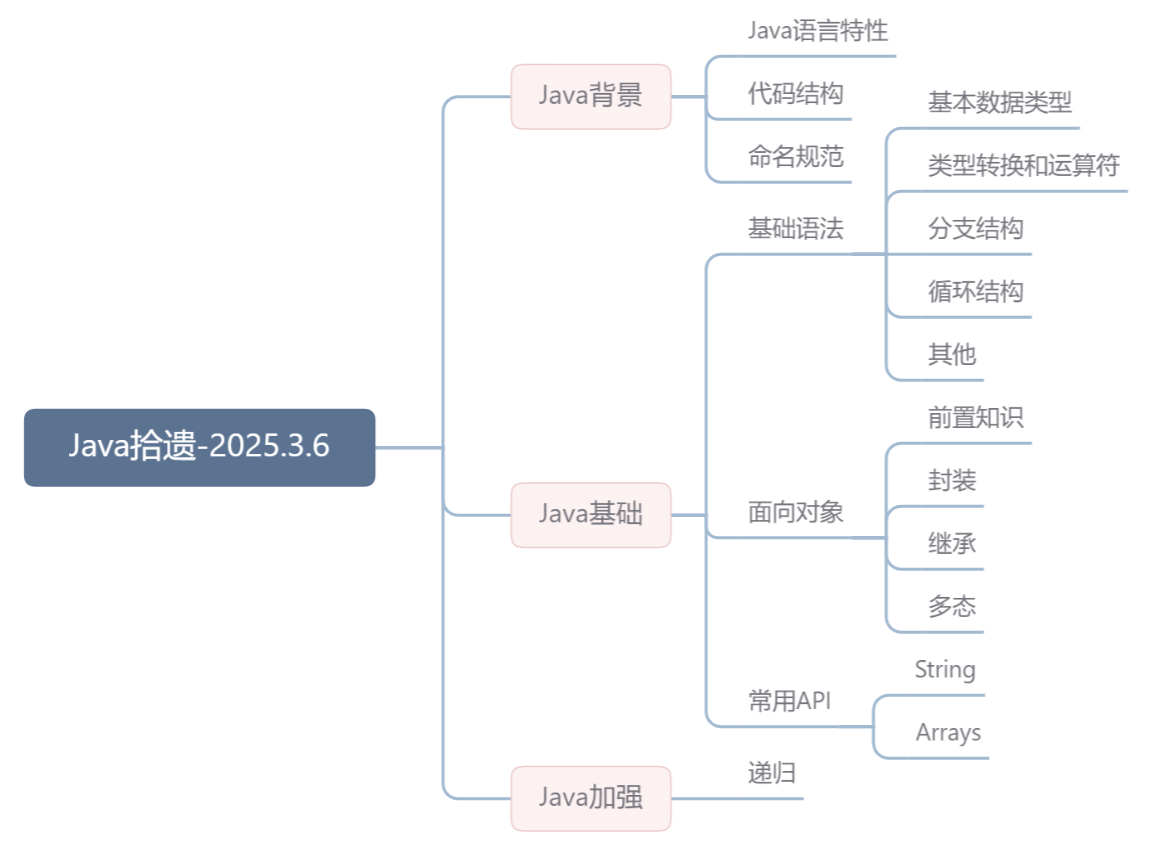 Java拾遗-2025.3.6
Java背景
Java语言特性
代码结构
命名规范
Java基础
基础语法
基本数据类型
类型转换和运算符
分支结构
循环结构
其他
面向对象
前置知识
封装
继承
多态
常用API
String
Arrays
Java加强
递归